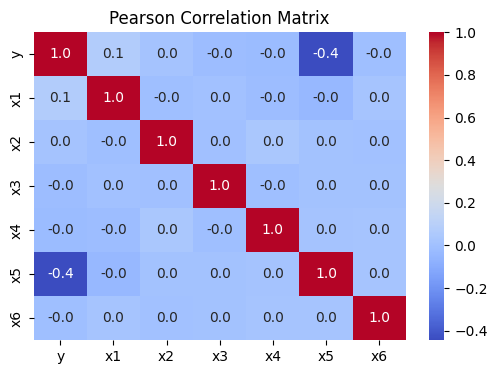 Pearson Correlation Matrix
y 1.0 0.1 0.0 -0.0 -0.0 -0.4 -0.0
x1 0.1 1.0 -0.0 0.0 -0.0 -0.0 0.0
x2 0.0 -0.0 1.0 0.0 0.0 0.0 0.0
x3 -0.0 0.0 0.0 1.0 -0.0 0.0 0.0
x4 -0.0 -0.0 0.0 -0.0 1.0 0.0 0.0
x5 -0.4 -0.0 0.0 0.0 0.0 1.0 0.0
x6 -0.0 0.0 0.0 0.0 0.0 0.0 1.0
y x1 x2 x3 x4 x5 x6
1.0
0.8
0.6
0.4
0.2
0.0
−0.2
−0.4